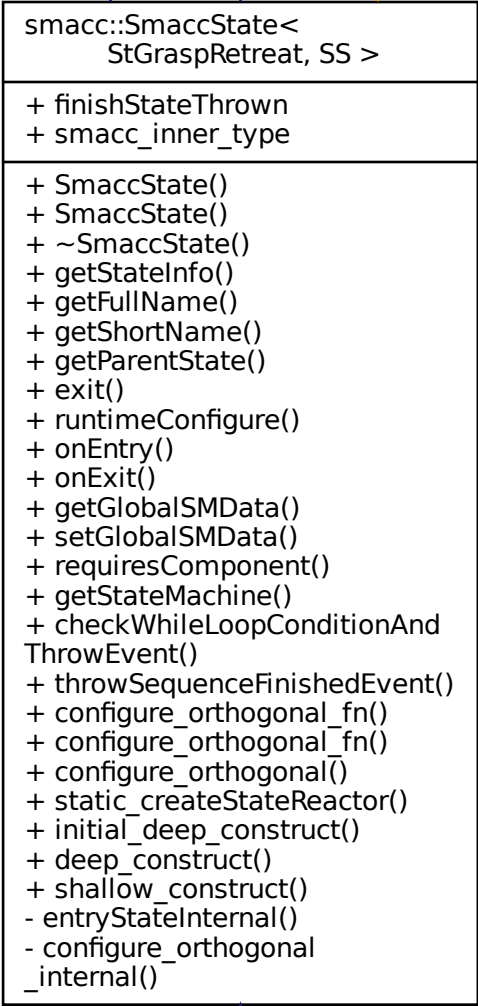 smacc::SmaccState<
StGraspRetreat, SS >
+ finishStateThrown
+ smacc_inner_type
+ SmaccState()
+ SmaccState()
+ ~SmaccState()
+ getStateInfo()
+ getFullName()
+ getShortName()
+ getParentState()
+ exit()
+ runtimeConfigure()
+ onEntry()
+ onExit()
+ getGlobalSMData()
+ setGlobalSMData()
+ requiresComponent()
+ getStateMachine()
+ checkWhileLoopConditionAnd
ThrowEvent()
+ throwSequenceFinishedEvent()
+ configure_orthogonal_fn()
+ configure_orthogonal_fn()
+ configure_orthogonal()
+ static_createStateReactor()
+ initial_deep_construct()
+ deep_construct()
+ shallow_construct()
- entryStateInternal()
- configure_orthogonal
_internal()